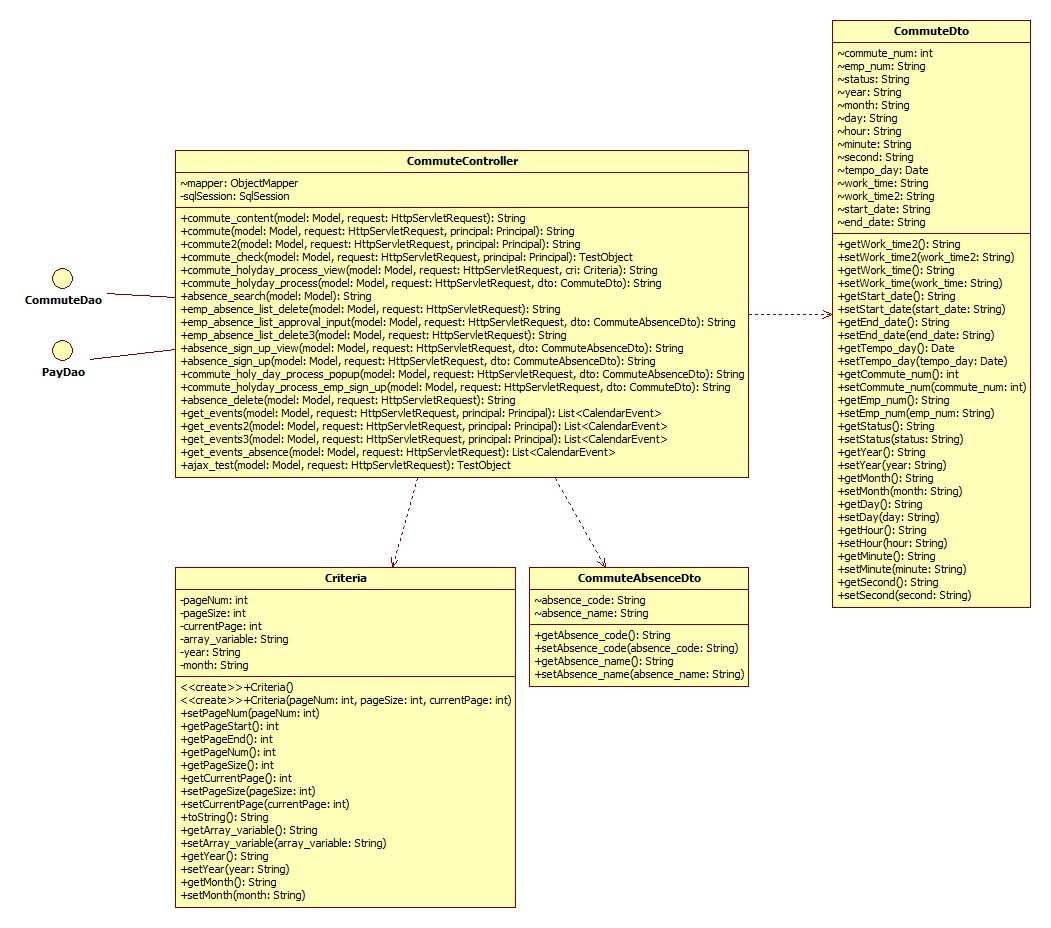 CommuteDto
~commute_num: int
~emp_num: String
~status: String
~year: String
~month: String
~day: String
~hour: String
~minute: String
~second: String
~tempo_day: Date
~work_time: String
~work_time2: String
~start_date: String
~end_date: String
+getWork_time2(): String
+setWork_time2(work_time2: String)
+getWork_time(): String
+setWork_time(work_time: String)
+getStart_date(): String
+setStart_date(start_date: String)
+getEnd_date(): String
+setEnd_date(end_date: String)
+getTempo_day(): Date
+setTempo_day(tempo_day: Date)
+getCommute_num(): int
+setCommute_num(commute_num: int)
+getEmp_num(): String
+setEmp_num(emp_num: String)
+getStatus(): String
+setStatus(status: String)
+getYear(): String
+setYear(year: String)
+getMonth(): String
+setMonth(month: String)
+getDay(): String
+setDay(day: String)
+getHour(): String
+setHour(hour: String)
+getMinute(): String
+setMinute(minute: String)
+getSecond(): String
+setSecond(second: String)
CommuteController
~mapper: ObjectMapper
-sqlSession: SqlSession
+commute_content(model: Model, request: HttpServletRequest): String
+commute(model: Model, request: HttpServletRequest, principal: Principal): String
+commute2(model: Model, request: HttpServletRequest, principal: Principal): String
+commute_check(model: Model, request: HttpServletRequest, principal: Principal): TestObject
+commute_holyday_process_view(model: Model, request: HttpServletRequest, cri: Criteria): String
+commute_holyday_process(model: Model, request: HttpServletRequest, dto: CommuteDto): String
+absence_search(model: Model): String
+emp_absence_list_delete(model: Model, request: HttpServletRequest): String
+emp_absence_list_approval_input(model: Model, request: HttpServletRequest, dto: CommuteAbsenceDto): String
+emp_absence_list_delete3(model: Model, request: HttpServletRequest): String
+absence_sign_up_view(model: Model, request: HttpServletRequest, dto: CommuteAbsenceDto): String
+absence_sign_up(model: Model, request: HttpServletRequest, dto: CommuteAbsenceDto): String
+commute_holy_day_process_popup(model: Model, request: HttpServletRequest, dto: CommuteAbsenceDto): String
+commute_holyday_process_emp_sign_up(model: Model, request: HttpServletRequest, dto: CommuteDto): String
+absence_delete(model: Model, request: HttpServletRequest): String
+get_events(model: Model, request: HttpServletRequest, principal: Principal): List<CalendarEvent>
+get_events2(model: Model, request: HttpServletRequest, principal: Principal): List<CalendarEvent>
+get_events3(model: Model, request: HttpServletRequest, principal: Principal): List<CalendarEvent>
+get_events_absence(model: Model, request: HttpServletRequest): List<CalendarEvent>
+ajax_test(model: Model, request: HttpServletRequest): TestObject
CommuteDao
PayDao
Criteria
-pageNum: int
-pageSize: int
-currentPage: int
-array_variable: String
-year: String
-month: String
<<create>>+Criteria()
<<create>>+Criteria(pageNum: int, pageSize: int, currentPage: int)
+setPageNum(pageNum: int)
+getPageStart(): int
+getPageEnd(): int
+getPageNum(): int
+getPageSize(): int
+getCurrentPage(): int
+setPageSize(pageSize: int)
+setCurrentPage(currentPage: int)
+toString(): String
+getArray_variable(): String
+setArray_variable(array_variable: String)
+getYear(): String
+setYear(year: String)
+getMonth(): String
+setMonth(month: String)
CommuteAbsenceDto
~absence_code: String
~absence_name: String
+getAbsence_code(): String
+setAbsence_code(absence_code: String)
+getAbsence_name(): String
+setAbsence_name(absence_name: String)